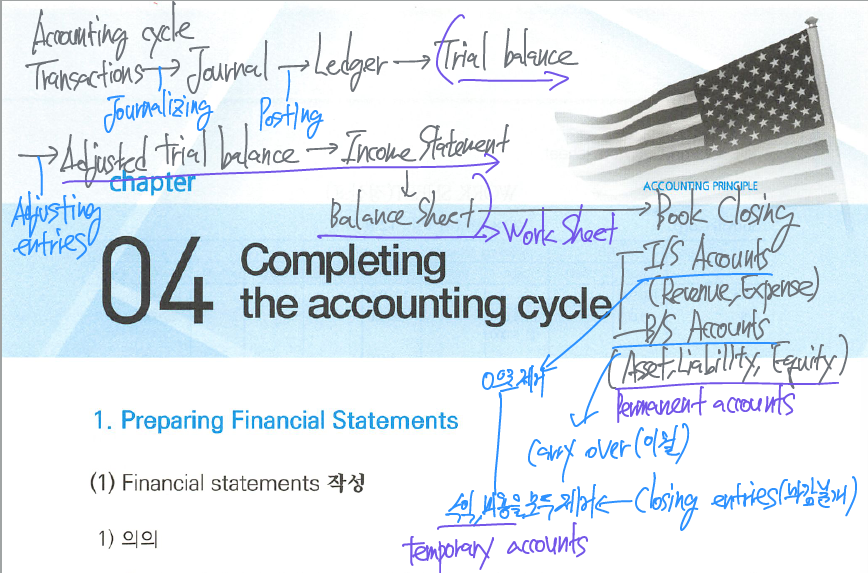 Accounting cycle
Transactions → Journal → Ledger → (Trial balance
Journalizing Posting
→ Adjusted trial balance → Income Statement
Adjusting entries
chapter
↓
Balance Sheet) → Book Closing
Work Sheet
ACCOUNTING PRINCIPLE
04 Completing
the accounting cycle
I/S Accounts
(Revenue, Expense)
B/S Accounts
(Asset, Liability, Equity)
Permanent accounts
0으로 제거
Carry over (이월)
수익, 비용을 모두 제거 ← Closing entries (마감분개)
temporary accounts
1. Preparing Financial Statements
(1) Financial statements 작성
1) 의의